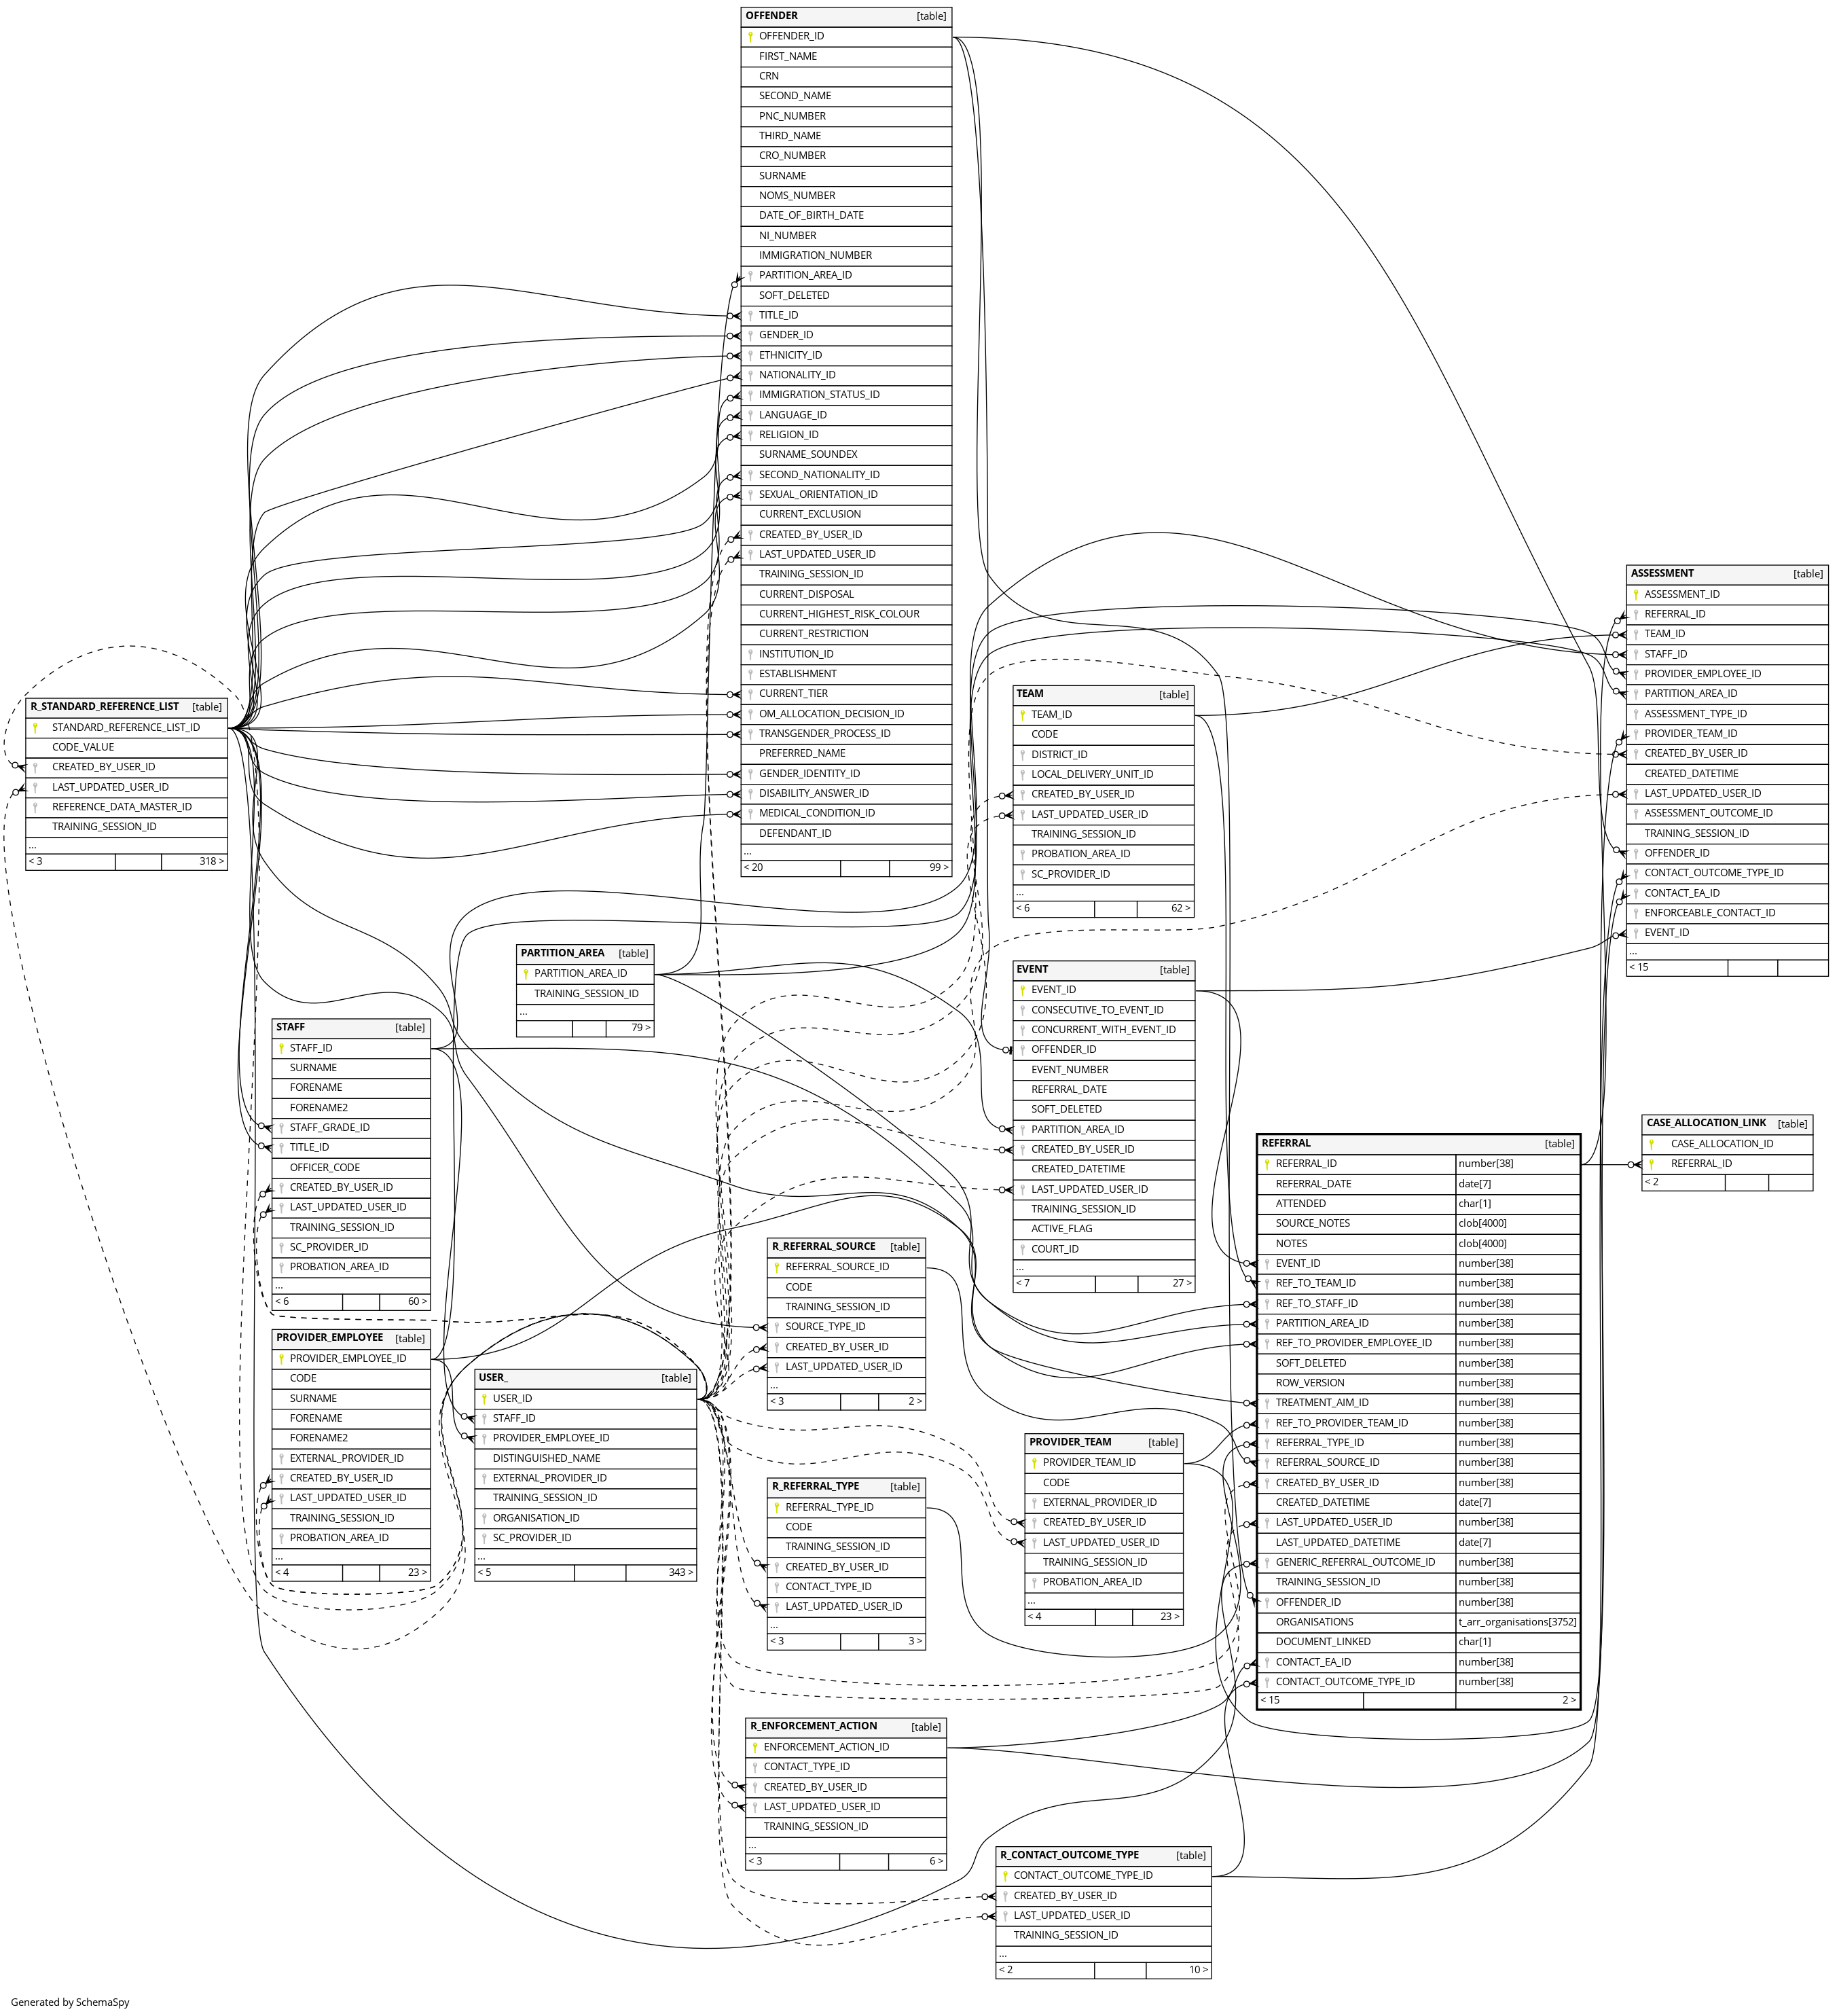 OFFENDER [table]
OFFENDER_ID
FIRST_NAME
CRN
SECOND_NAME
PNC_NUMBER
THIRD_NAME
CRO_NUMBER
SURNAME
NOMS_NUMBER
DATE_OF_BIRTH_DATE
NI_NUMBER
IMMIGRATION_NUMBER
PARTITION_AREA_ID
SOFT_DELETED
TITLE_ID
GENDER_ID
ETHNICITY_ID
NATIONALITY_ID
IMMIGRATION_STATUS_ID
LANGUAGE_ID
RELIGION_ID
SURNAME_SOUNDEX
SECOND_NATIONALITY_ID
SEXUAL_ORIENTATION_ID
CURRENT_EXCLUSION
CREATED_BY_USER_ID
LAST_UPDATED_USER_ID
TRAINING_SESSION_ID
CURRENT_DISPOSAL
CURRENT_HIGHEST_RISK_COLOUR
CURRENT_RESTRICTION
INSTITUTION_ID
ESTABLISHMENT
CURRENT_TIER
OM_ALLOCATION_DECISION_ID
TRANSGENDER_PROCESS_ID
PREFERRED_NAME
GENDER_IDENTITY_ID
DISABILITY_ANSWER_ID
MEDICAL_CONDITION_ID
DEFENDANT_ID
...
< 20 99 >
ASSESSMENT [table]
ASSESSMENT_ID
REFERRAL_ID
TEAM_ID
STAFF_ID
PROVIDER_EMPLOYEE_ID
PARTITION_AREA_ID
ASSESSMENT_TYPE_ID
PROVIDER_TEAM_ID
CREATED_BY_USER_ID
CREATED_DATETIME
LAST_UPDATED_USER_ID
ASSESSMENT_OUTCOME_ID
TRAINING_SESSION_ID
OFFENDER_ID
CONTACT_OUTCOME_TYPE_ID
CONTACT_EA_ID
ENFORCEABLE_CONTACT_ID
EVENT_ID
...
< 15
R_STANDARD_REFERENCE_LIST [table]
STANDARD_REFERENCE_LIST_ID
CODE_VALUE
CREATED_BY_USER_ID
LAST_UPDATED_USER_ID
REFERENCE_DATA_MASTER_ID
TRAINING_SESSION_ID
...
< 3 318 >
TEAM [table]
TEAM_ID
CODE
DISTRICT_ID
LOCAL_DELIVERY_UNIT_ID
CREATED_BY_USER_ID
LAST_UPDATED_USER_ID
TRAINING_SESSION_ID
PROBATION_AREA_ID
SC_PROVIDER_ID
...
< 6 62 >
PARTITION_AREA [table]
PARTITION_AREA_ID
TRAINING_SESSION_ID
...
79 >
EVENT [table]
EVENT_ID
CONSECUTIVE_TO_EVENT_ID
CONCURRENT_WITH_EVENT_ID
OFFENDER_ID
EVENT_NUMBER
REFERRAL_DATE
SOFT_DELETED
PARTITION_AREA_ID
CREATED_BY_USER_ID
CREATED_DATETIME
LAST_UPDATED_USER_ID
TRAINING_SESSION_ID
ACTIVE_FLAG
COURT_ID
...
< 7 27 >
STAFF [table]
STAFF_ID
SURNAME
FORENAME
FORENAME2
STAFF_GRADE_ID
TITLE_ID
OFFICER_CODE
CREATED_BY_USER_ID
LAST_UPDATED_USER_ID
TRAINING_SESSION_ID
SC_PROVIDER_ID
PROBATION_AREA_ID
...
< 6 60 >
CASE_ALLOCATION_LINK [table]
CASE_ALLOCATION_ID
REFERRAL_ID
< 2
REFERRAL [table]
REFERRAL_ID number[38]
REFERRAL_DATE date[7]
ATTENDED char[1]
SOURCE_NOTES clob[4000]
NOTES clob[4000]
EVENT_ID number[38]
REF_TO_TEAM_ID number[38]
REF_TO_STAFF_ID number[38]
PARTITION_AREA_ID number[38]
REF_TO_PROVIDER_EMPLOYEE_ID number[38]
SOFT_DELETED number[38]
ROW_VERSION number[38]
TREATMENT_AIM_ID number[38]
REF_TO_PROVIDER_TEAM_ID number[38]
REFERRAL_TYPE_ID number[38]
REFERRAL_SOURCE_ID number[38]
CREATED_BY_USER_ID number[38]
CREATED_DATETIME date[7]
LAST_UPDATED_USER_ID number[38]
LAST_UPDATED_DATETIME date[7]
GENERIC_REFERRAL_OUTCOME_ID number[38]
TRAINING_SESSION_ID number[38]
OFFENDER_ID number[38]
ORGANISATIONS t_arr_organisations[3752]
DOCUMENT_LINKED char[1]
CONTACT_EA_ID number[38]
CONTACT_OUTCOME_TYPE_ID number[38]
< 15 2 >
R_REFERRAL_SOURCE [table]
REFERRAL_SOURCE_ID
CODE
TRAINING_SESSION_ID
SOURCE_TYPE_ID
CREATED_BY_USER_ID
LAST_UPDATED_USER_ID
...
< 3 2 >
PROVIDER_EMPLOYEE [table]
PROVIDER_EMPLOYEE_ID
CODE
SURNAME
FORENAME
FORENAME2
EXTERNAL_PROVIDER_ID
CREATED_BY_USER_ID
LAST_UPDATED_USER_ID
TRAINING_SESSION_ID
PROBATION_AREA_ID
...
< 4 23 >
USER_ [table]
USER_ID
STAFF_ID
PROVIDER_EMPLOYEE_ID
DISTINGUISHED_NAME
EXTERNAL_PROVIDER_ID
TRAINING_SESSION_ID
ORGANISATION_ID
SC_PROVIDER_ID
...
< 5 343 >
PROVIDER_TEAM [table]
PROVIDER_TEAM_ID
CODE
EXTERNAL_PROVIDER_ID
CREATED_BY_USER_ID
LAST_UPDATED_USER_ID
TRAINING_SESSION_ID
PROBATION_AREA_ID
...
< 4 23 >
R_REFERRAL_TYPE [table]
REFERRAL_TYPE_ID
CODE
TRAINING_SESSION_ID
CREATED_BY_USER_ID
CONTACT_TYPE_ID
LAST_UPDATED_USER_ID
...
< 3 3 >
R_ENFORCEMENT_ACTION [table]
ENFORCEMENT_ACTION_ID
CONTACT_TYPE_ID
CREATED_BY_USER_ID
LAST_UPDATED_USER_ID
TRAINING_SESSION_ID
...
< 3 6 >
R_CONTACT_OUTCOME_TYPE [table]
CONTACT_OUTCOME_TYPE_ID
CREATED_BY_USER_ID
LAST_UPDATED_USER_ID
TRAINING_SESSION_ID
...
< 2 10 >
Generated by SchemaSpy